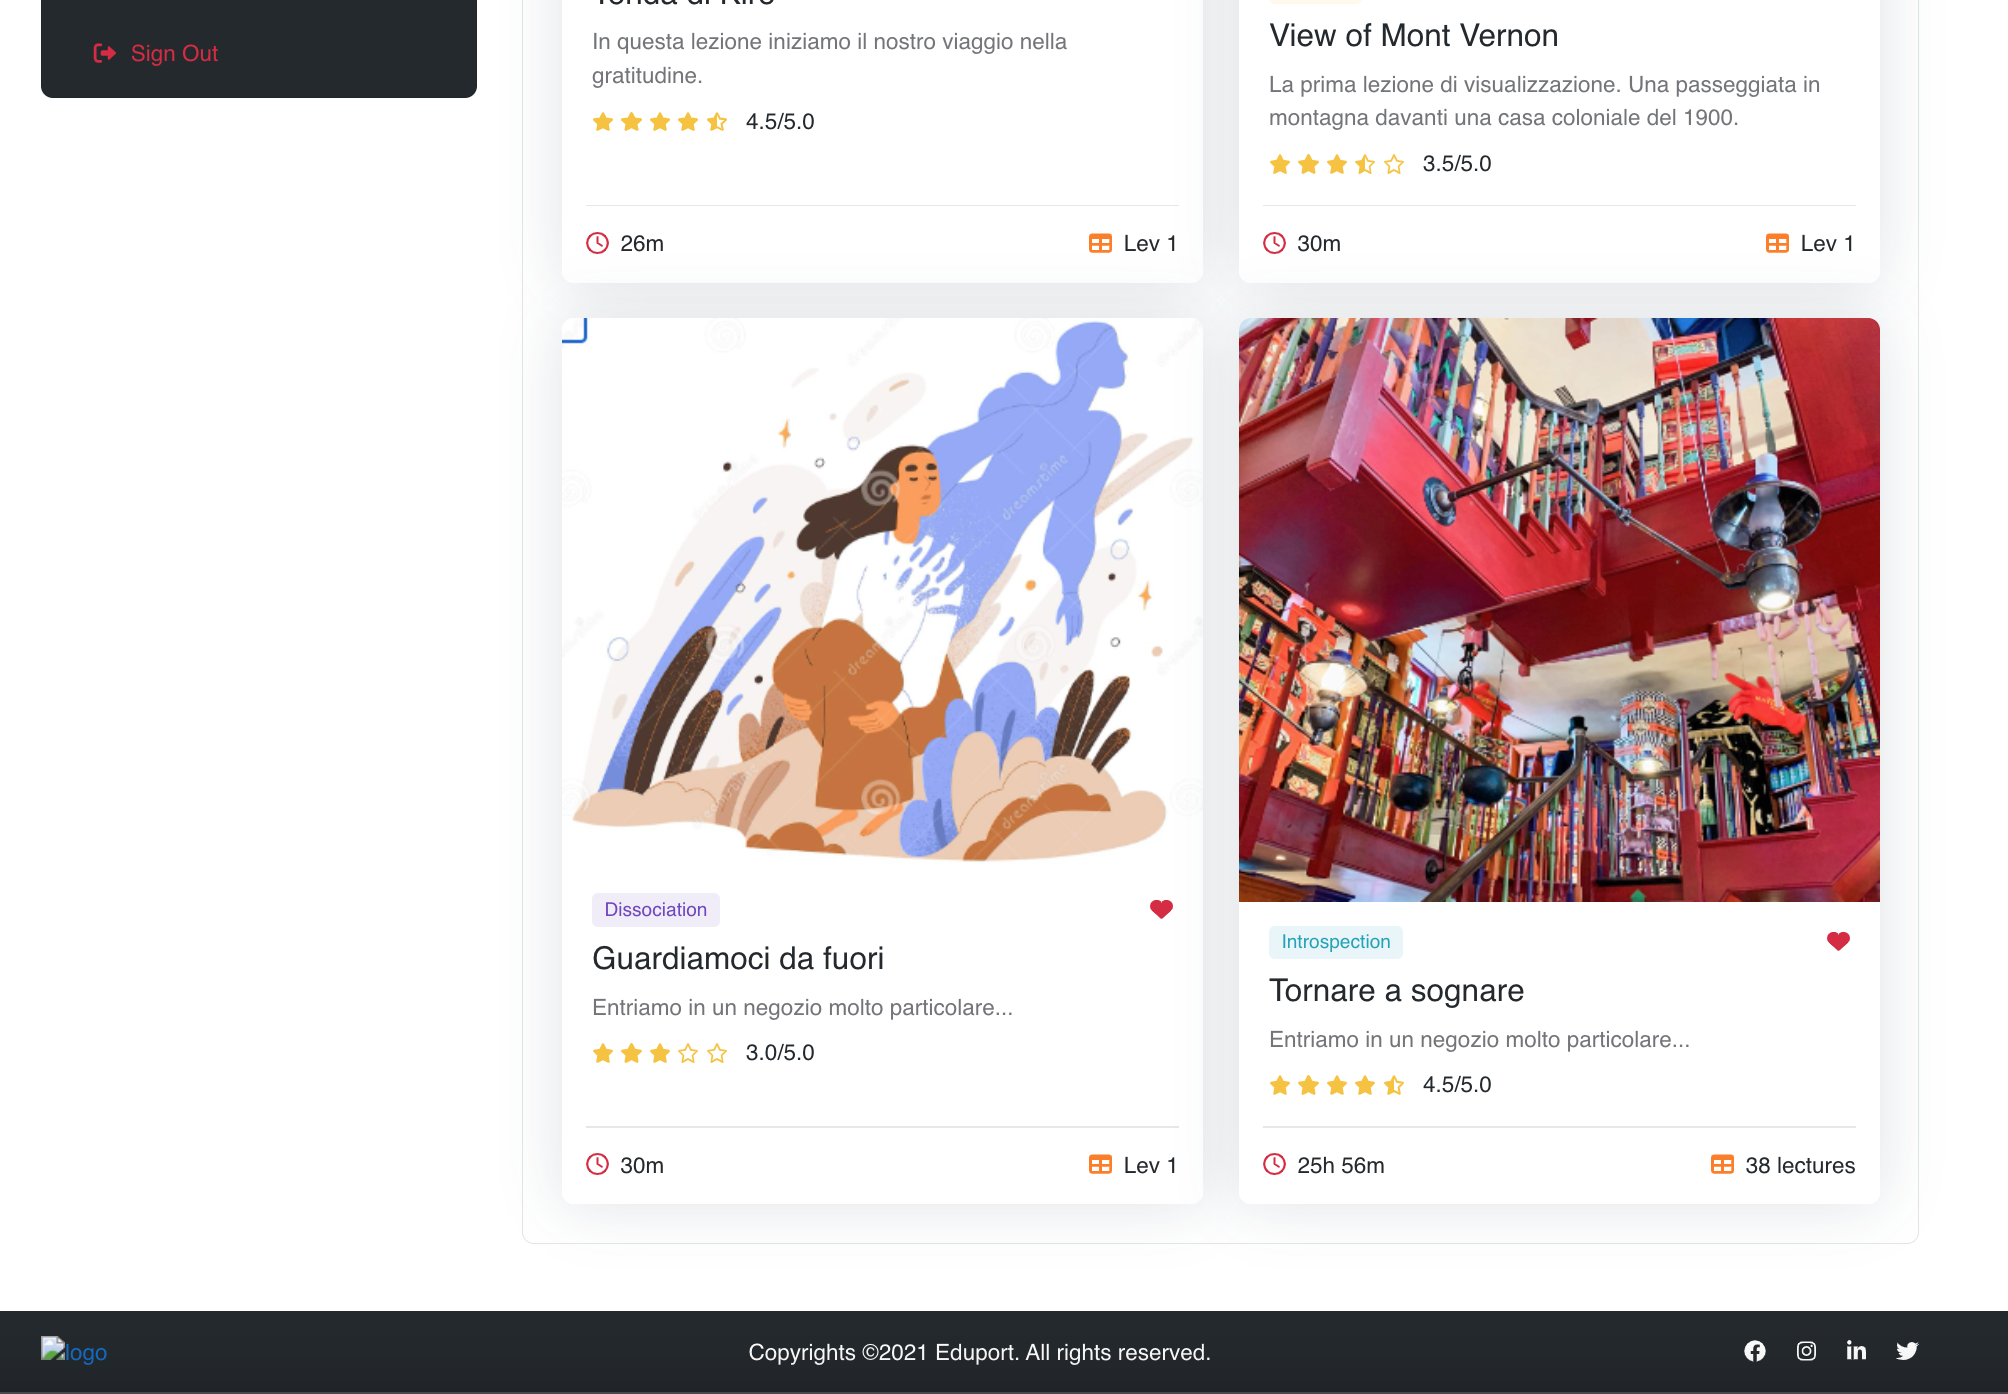 Sign Out
In questa lezione iniziamo il nostro viaggio nella
gratitudine.
4.5/5.0
26m
Lev 1
View of Mont Vernon
La prima lezione di visualizzazione. Una passeggiata in
montagna davanti una casa coloniale del 1900.
3.5/5.0
30m
Lev 1
dreamstime
Dissociation
Guardiamoci da fuori
Entriamo in un negozio molto particolare...
3.0/5.0
30m
Lev 1
Introspection
Tornare a sognare
Entriamo in un negozio molto particolare...
4.5/5.0
25h 56m
38 lectures
logo
Copyrights ©2021 Eduport. All rights reserved.